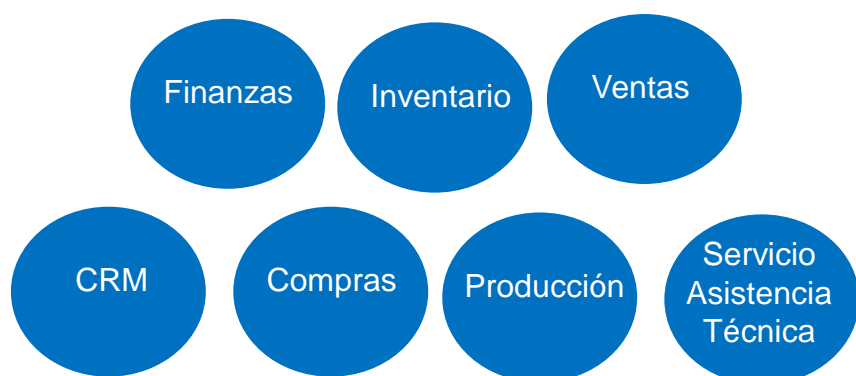 Finanzas
Inventario
Ventas
CRM
Compras
Producción
Servicio
Asistencia
Técnica